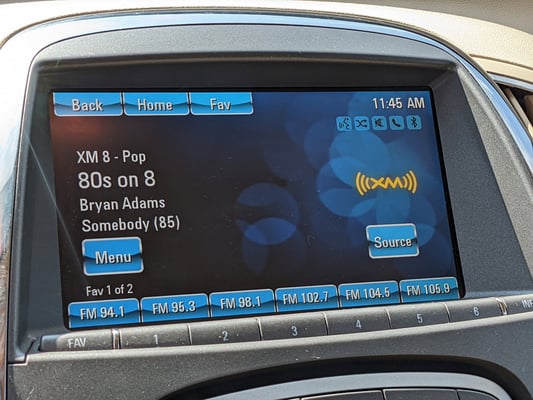 Back Home Fav 11:45 AM
XM 8 - Pop
80s on 8
Bryan Adams
Somebody (85)
XM
Menu Source
Fav 1 of 2
FM 94.1 FM 95.3 FM 98.1 FM 102.7 FM 104.5 FM 105.9
FAV 1 2 3 4 5 6